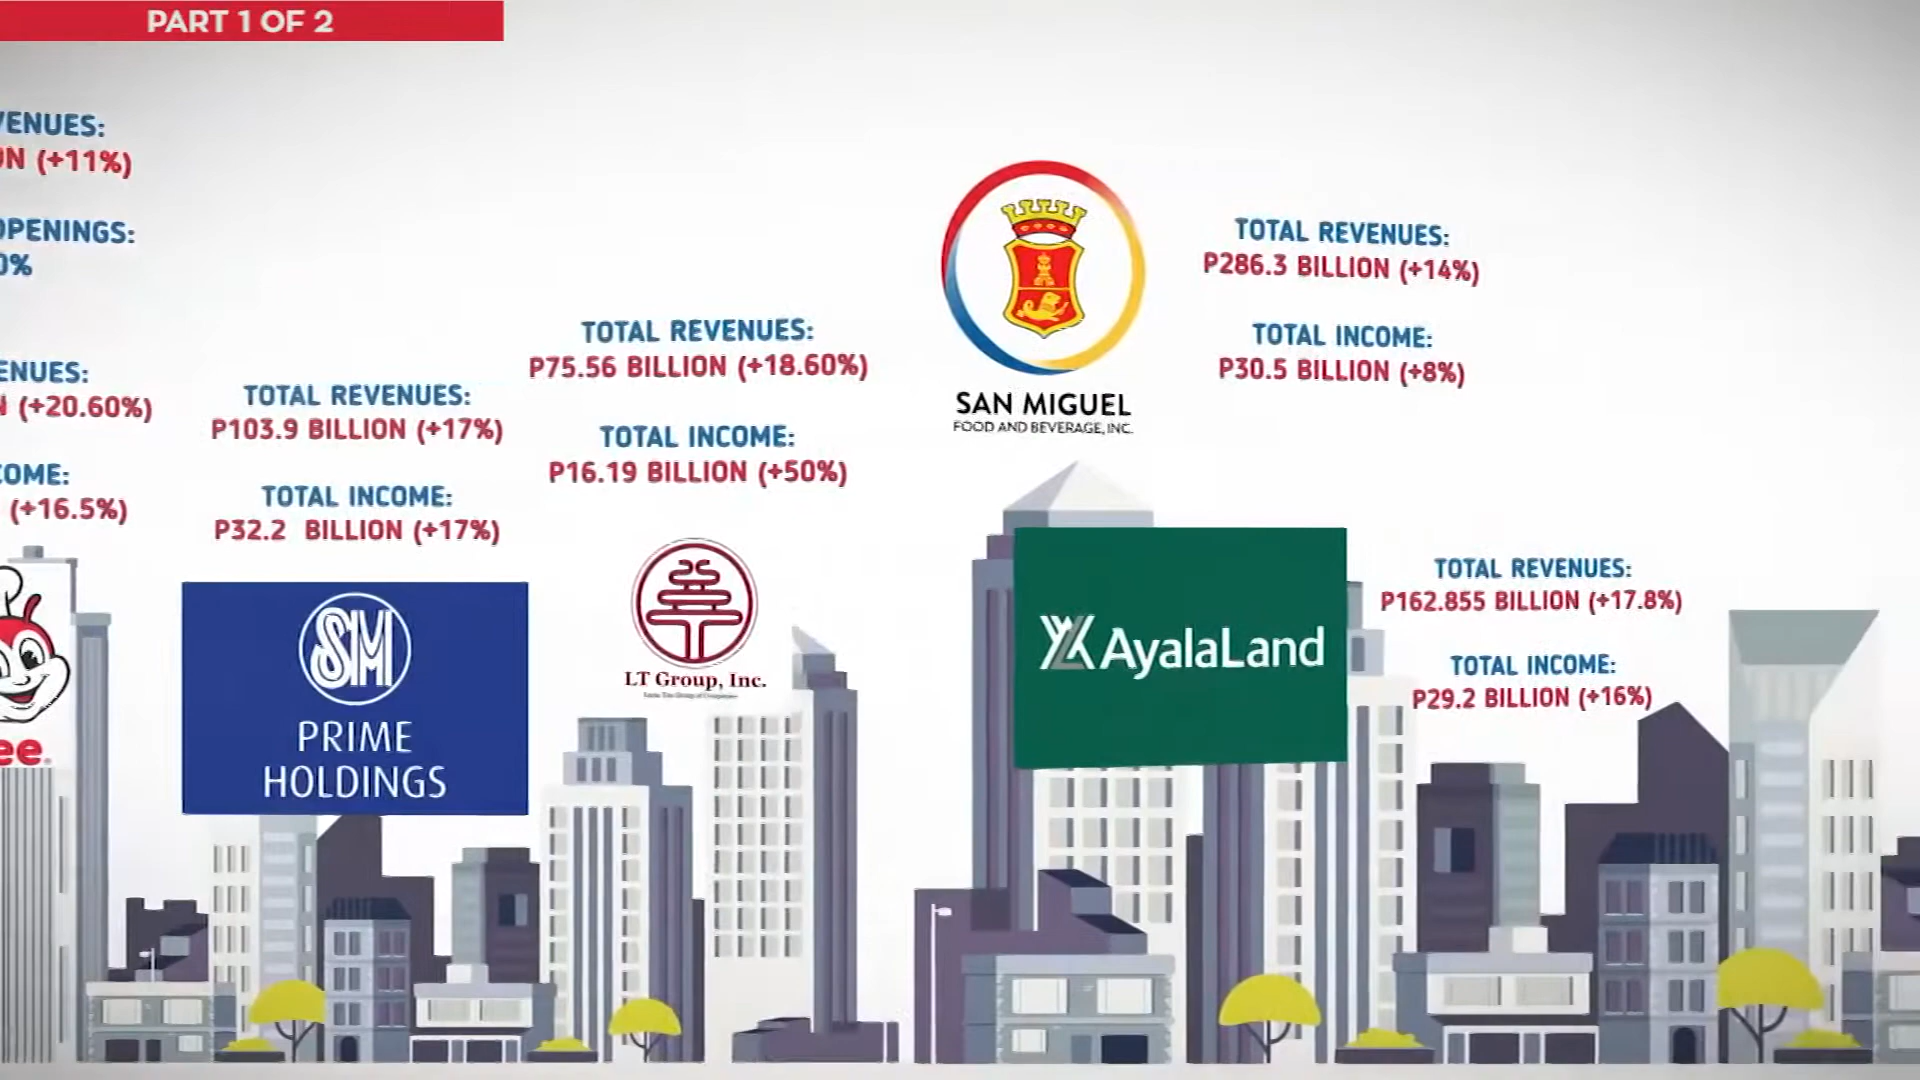 PART 1 OF 2
VENUES:
ON (+11%)
OPENINGS:
0%
ENUES:
N (+20.60%)
COME:
(+16.5%)
ee.
TOTAL REVENUES:
P103.9 BILLION (+17%)
TOTAL INCOME:
P32.2 BILLION (+17%)
SM
PRIME
HOLDINGS
TOTAL REVENUES:
P75.56 BILLION (+18.60%)
TOTAL INCOME:
P16.19 BILLION (+50%)
LT Group, Inc.
SAN MIGUEL
FOOD AND BEVERAGE, INC.
TOTAL REVENUES:
P286.3 BILLION (+14%)
TOTAL INCOME:
P30.5 BILLION (+8%)
AyalaLand
TOTAL REVENUES:
P162.855 BILLION (+17.8%)
TOTAL INCOME:
P29.2 BILLION (+16%)